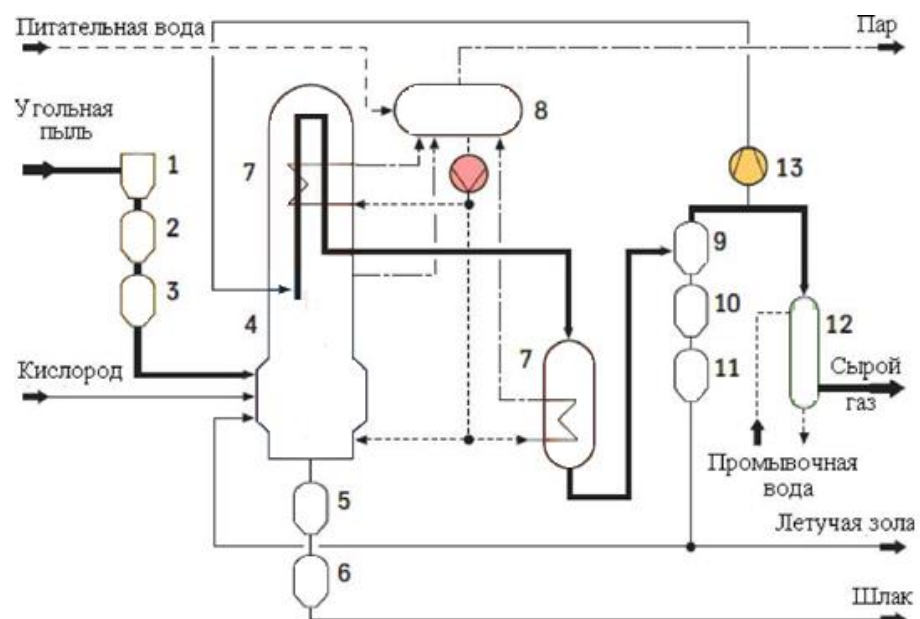 Питательная вода
Пар
Угольная
пыль
1
7
8
13
2
9
3
10
4
12
7
11
Кислород
Сырой
газ
Промывочная
вода
5
Летучая зола
6
Шлак